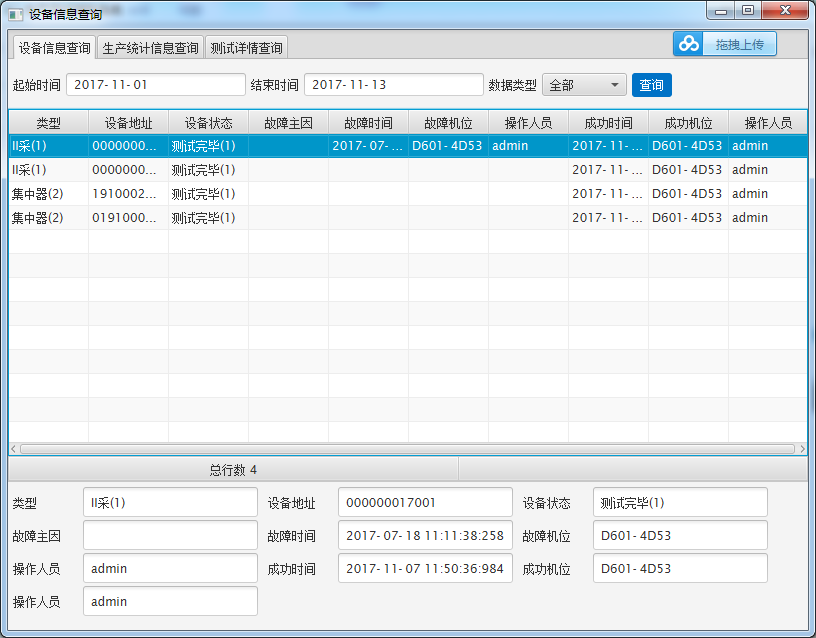 设备信息查询
设备信息查询 生产统计信息查询 测试详情查询 拖拽上传
起始时间 2017-11-01 结束时间 2017-11-13 数据类型 全部 查询
类型 设备地址 设备状态 故障主因 故障时间 故障机位 操作人员 成功时间 成功机位 操作人员
II采(1) 0000000... 测试完毕(1) 2017-07-... D601-4D53 admin 2017-11-... D601-4D53 admin
II采(1) 0000000... 测试完毕(1) 2017-11-... D601-4D53 admin
集中器(2) 1910002... 测试完毕(1) 2017-11-... D601-4D53 admin
集中器(2) 0191000... 测试完毕(1) 2017-11-... D601-4D53 admin
总行数 4
类型 II采(1) 设备地址 000000017001 设备状态 测试完毕(1)
故障主因 故障时间 2017-07-18 11:11:38:258 故障机位 D601-4D53
操作人员 admin 成功时间 2017-11-07 11:50:36:984 成功机位 D601-4D53
操作人员 admin